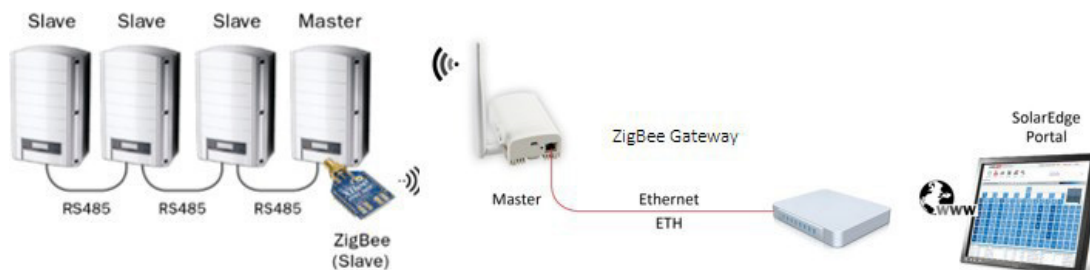 Slave
Slave
Slave
Master
RS485
RS485
RS485
ZigBee
(Slave)
ZigBee Gateway
Master
Ethernet
ETH
SolarEdge
Portal
www